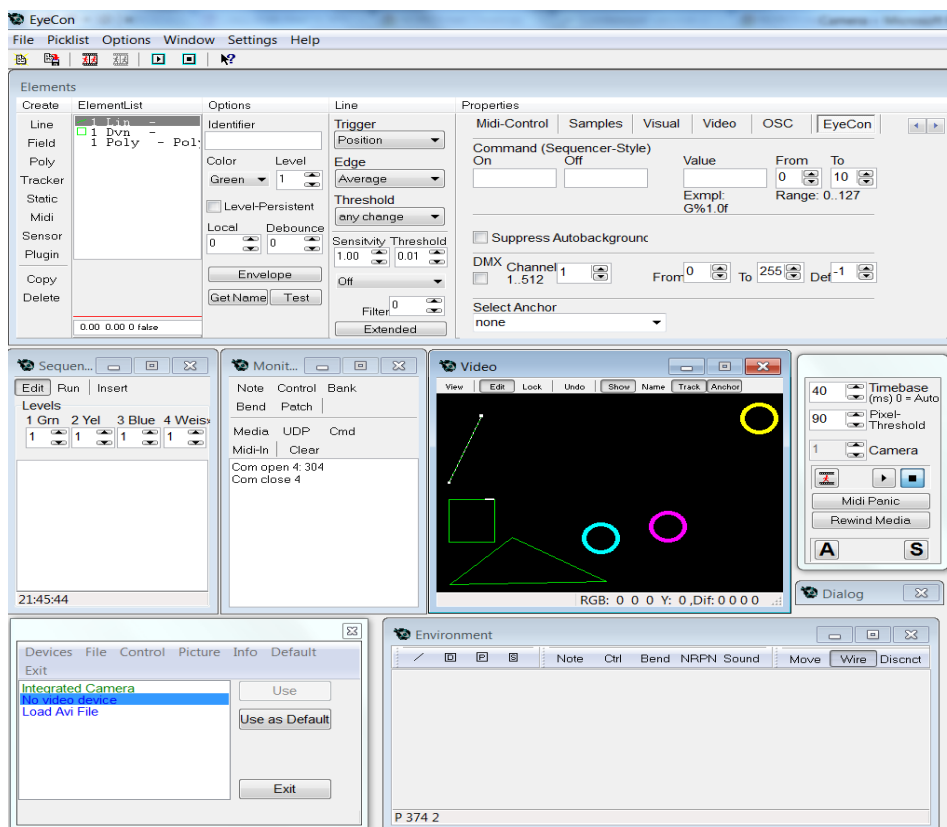 EyeCon
File Picklist Options Window Settings Help
Elements
Create ElementList Options Line Properties
Line
Field
Poly
Tracker
Static
Midi
Sensor
Plugin
Copy
Delete
1 Lin -
1 Dyn -
1 Poly - Poly
0.00 0.00 0 false
Identifier
Color Level
Green 1
Level-Persistent
Local Debounce
0 0
Envelope
Get Name Test
Trigger
Position
Edge
Average
Threshold
any change
Sensitivity Threshold
1.00 0.01
Off
Filter 0
Extended
Midi-Control Samples Visual Video OSC EyeCon
Command (Sequencer-Style)
On Off Value From To
0 10
Exmpl: Range: 0..127
G%1.0f
Suppress Autobackground
DMX Channel 1 From 0 To 255 Def -1
1..512
Select Anchor
none
Sequen...
Edit Run Insert
Levels
1 Grn 2 Yel 3 Blue 4 Weis
1 1 1 1
21:45:44
Monit...
Note Control Bank
Bend Patch
Media UDP Cmd
Midi-In Clear
Com open 4: 304
Com close 4
Video
View Edit Lock Undo Show Name Track Anchor
RGB: 0 0 0 Y: 0 ,Dif: 0 0 0 0
40 Timebase
(ms) 0 = Auto
90 Pixel-
Threshold
1 Camera
Midi Panic
Rewind Media
A S
Dialog
Devices File Control Picture Info Default
Exit
Integrated Camera
No video device
Load Avi File
Use
Use as Default
Exit
Environment
D P S Note Ctrl Bend NRPN Sound Move Wire Discnct
P 374 2